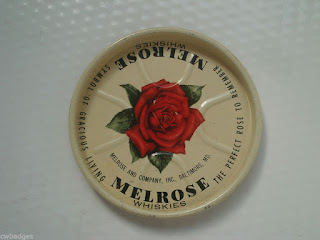 MELROSE
WHISKIES
SYMBOL OF GRACIOUS LIVING
THE PERFECT ROSE TO REMEMBER
MELROSE AND COMPANY, INC., BALTIMORE, MD.
MELROSE
WHISKIES
cwbadges